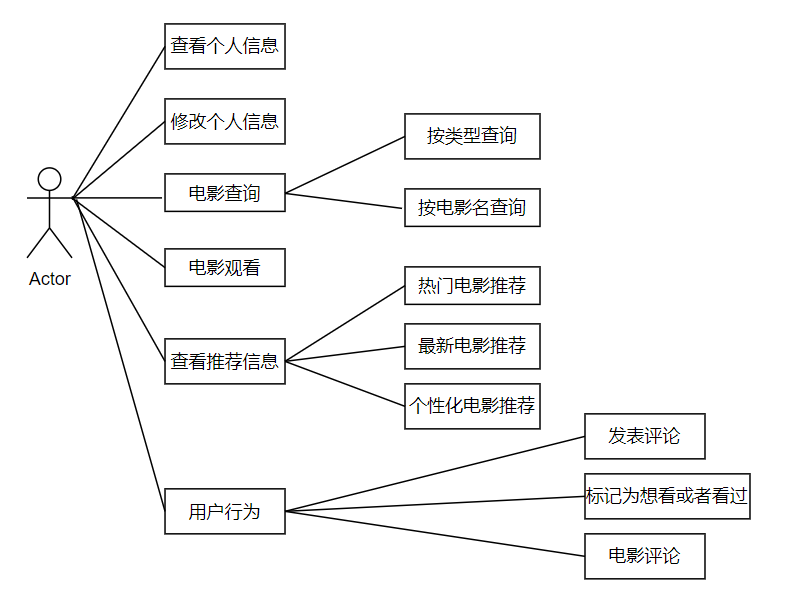 查看个人信息
修改个人信息
按类型查询
电影查询
按电影名查询
电影观看
Actor
热门电影推荐
最新电影推荐
查看推荐信息
个性化电影推荐
发表评论
标记为想看或者看过
用户行为
电影评论